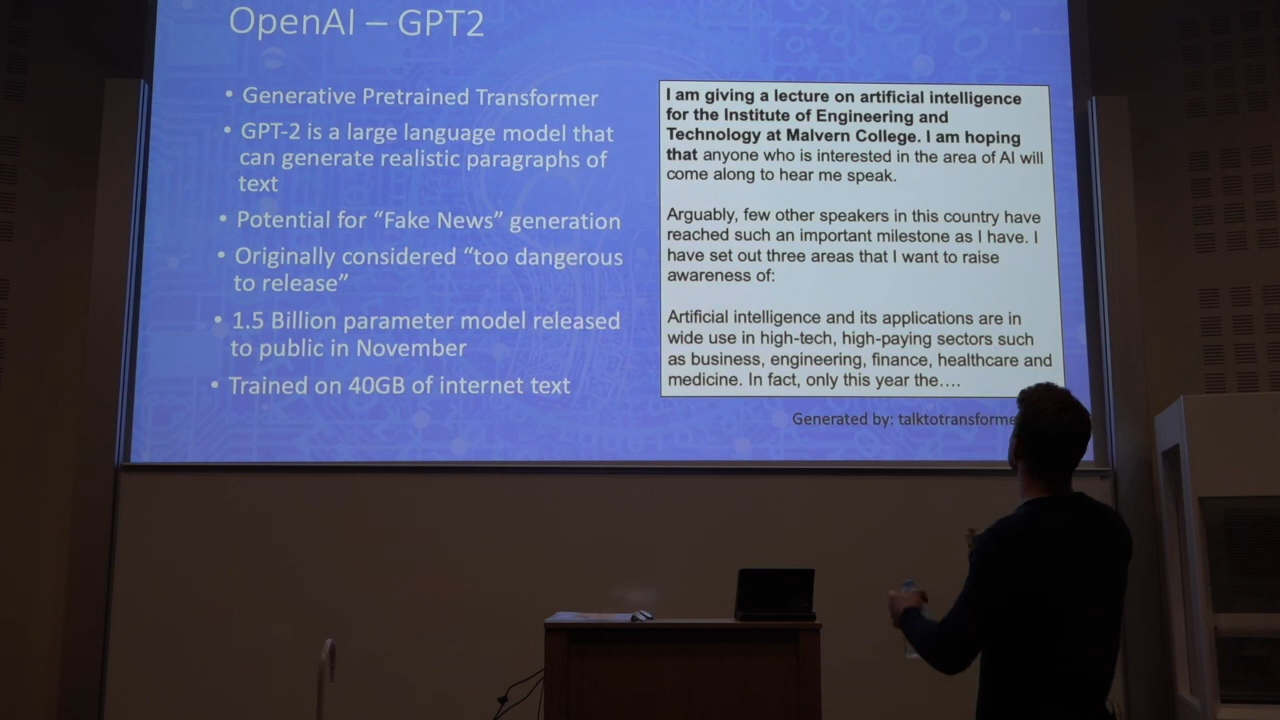 OpenAI – GPT2
• Generative Pretrained Transformer
• GPT-2 is a large language model that
can generate realistic paragraphs of
text
• Potential for “Fake News” generation
• Originally considered “too dangerous
to release”
• 1.5 Billion parameter model released
to public in November
• Trained on 40GB of internet text
I am giving a lecture on artificial intelligence
for the Institute of Engineering and
Technology at Malvern College. I am hoping
that anyone who is interested in the area of AI will
come along to hear me speak.
Arguably, few other speakers in this country have
reached such an important milestone as I have. I
have set out three areas that I want to raise
awareness of:
Artificial intelligence and its applications are in
wide use in high-tech, high-paying sectors such
as business, engineering, finance, healthcare and
medicine. In fact, only this year the….
Generated by: talktotransforme